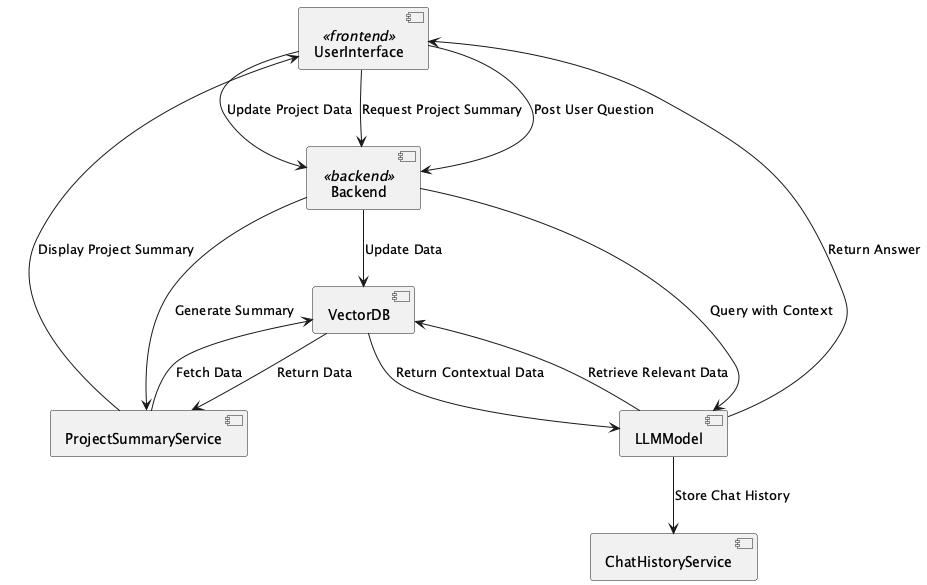 «frontend»
UserInterface
Update Project Data
Request Project Summary
Post User Question
«backend»
Backend
Display Project Summary
Update Data
Return Answer
Generate Summary
VectorDB
Query with Context
Fetch Data
Return Data
Return Contextual Data
Retrieve Relevant Data
ProjectSummaryService
LLMModel
Store Chat History
ChatHistoryService